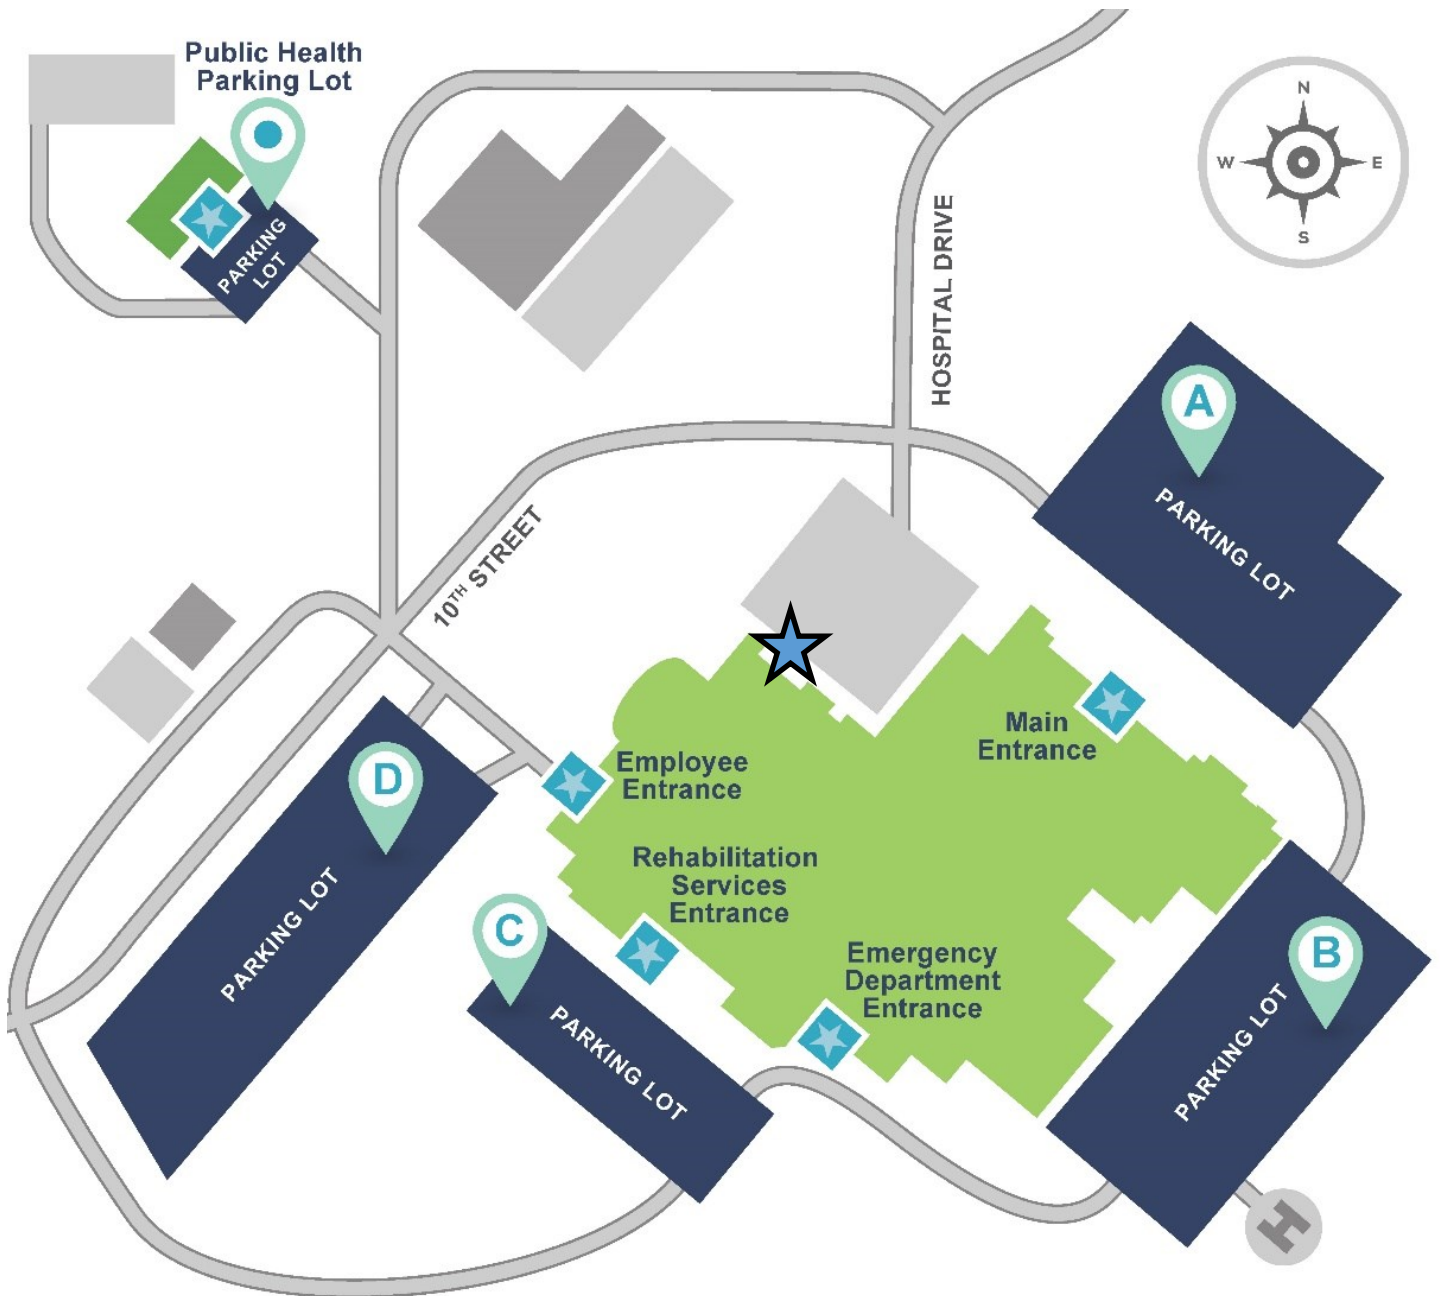 Public Health
Parking Lot
N
W
E
S
PARKING
LOT
HOSPITAL DRIVE
A
PARKING LOT
10TH STREET
Main
Entrance
D
Employee
Entrance
PARKING LOT
Rehabilitation
Services
Entrance
C
PARKING LOT
Emergency
Department
Entrance
B
PARKING LOT
H